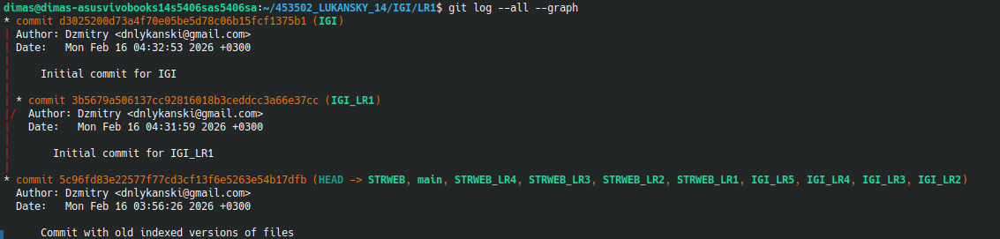 dimas@dimas-asusvivobooks14s5406sas5406sa:~/453502_LUKANSKY_14/IGI/LR1$ git log --all --graph
* commit d3025200d73a4f70e05be5d78c06b15fcf1375b1 (IGI)
| Author: Dzmitry <dnlykanski@gmail.com>
| Date:   Mon Feb 16 04:32:53 2026 +0300
|
|     Initial commit for IGI
|
| * commit 3b5679a506137cc92816018b3ceddcc3a66e37cc (IGI_LR1)
|/  Author: Dzmitry <dnlykanski@gmail.com>
|   Date:   Mon Feb 16 04:31:59 2026 +0300
|
|       Initial commit for IGI_LR1
|
* commit 5c96fd83e22577f77cd3cf13f6e5263e54b17dfb (HEAD -> STRWEB, main, STRWEB_LR4, STRWEB_LR3, STRWEB_LR2, STRWEB_LR1, IGI_LR5, IGI_LR4, IGI_LR3, IGI_LR2)
  Author: Dzmitry <dnlykanski@gmail.com>
  Date:   Mon Feb 16 03:56:26 2026 +0300

      Commit with old indexed versions of files